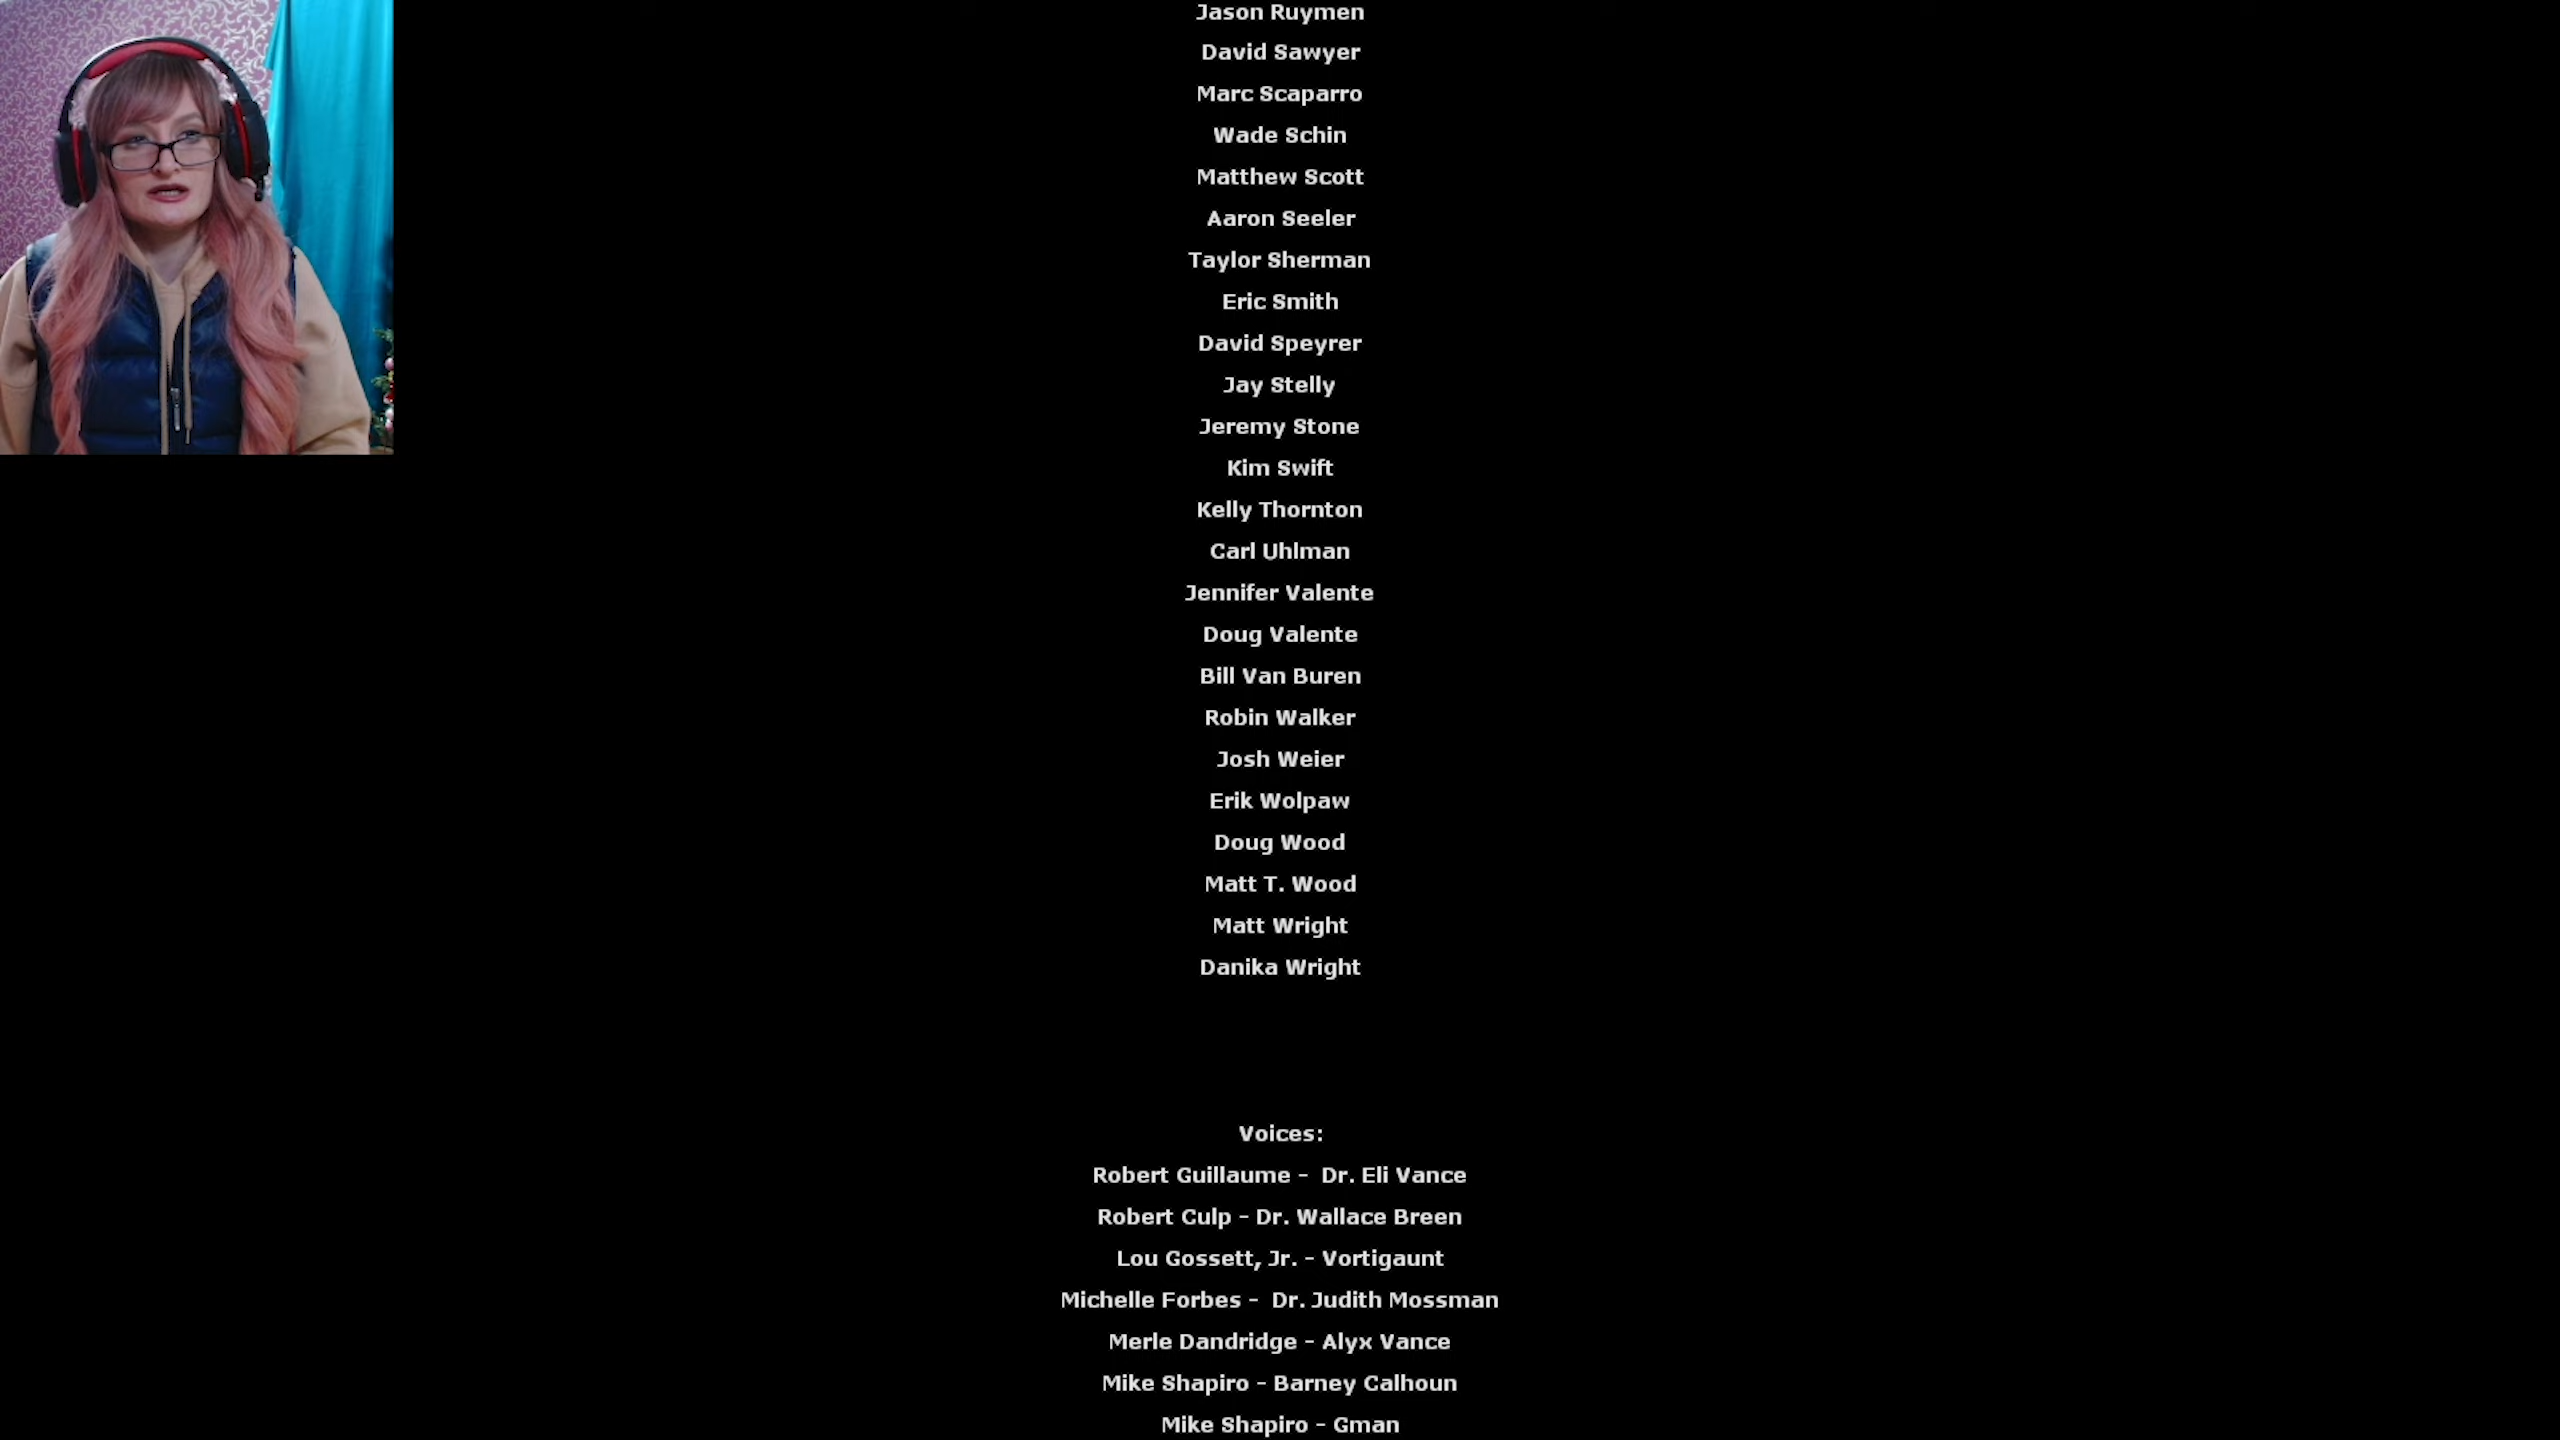 Jason Ruymen
David Sawyer
Marc Scaparro
Wade Schin
Matthew Scott
Aaron Seeler
Taylor Sherman
Eric Smith
David Speyrer
Jay Stelly
Jeremy Stone
Kim Swift
Kelly Thornton
Carl Uhlman
Jennifer Valente
Doug Valente
Bill Van Buren
Robin Walker
Josh Weier
Erik Wolpaw
Doug Wood
Matt T. Wood
Matt Wright
Danika Wright
Voices:
Robert Guillaume -  Dr. Eli Vance
Robert Culp - Dr. Wallace Breen
Lou Gossett, Jr. - Vortigaunt
Michelle Forbes -  Dr. Judith Mossman
Merle Dandridge - Alyx Vance
Mike Shapiro - Barney Calhoun
Mike Shapiro - Gman